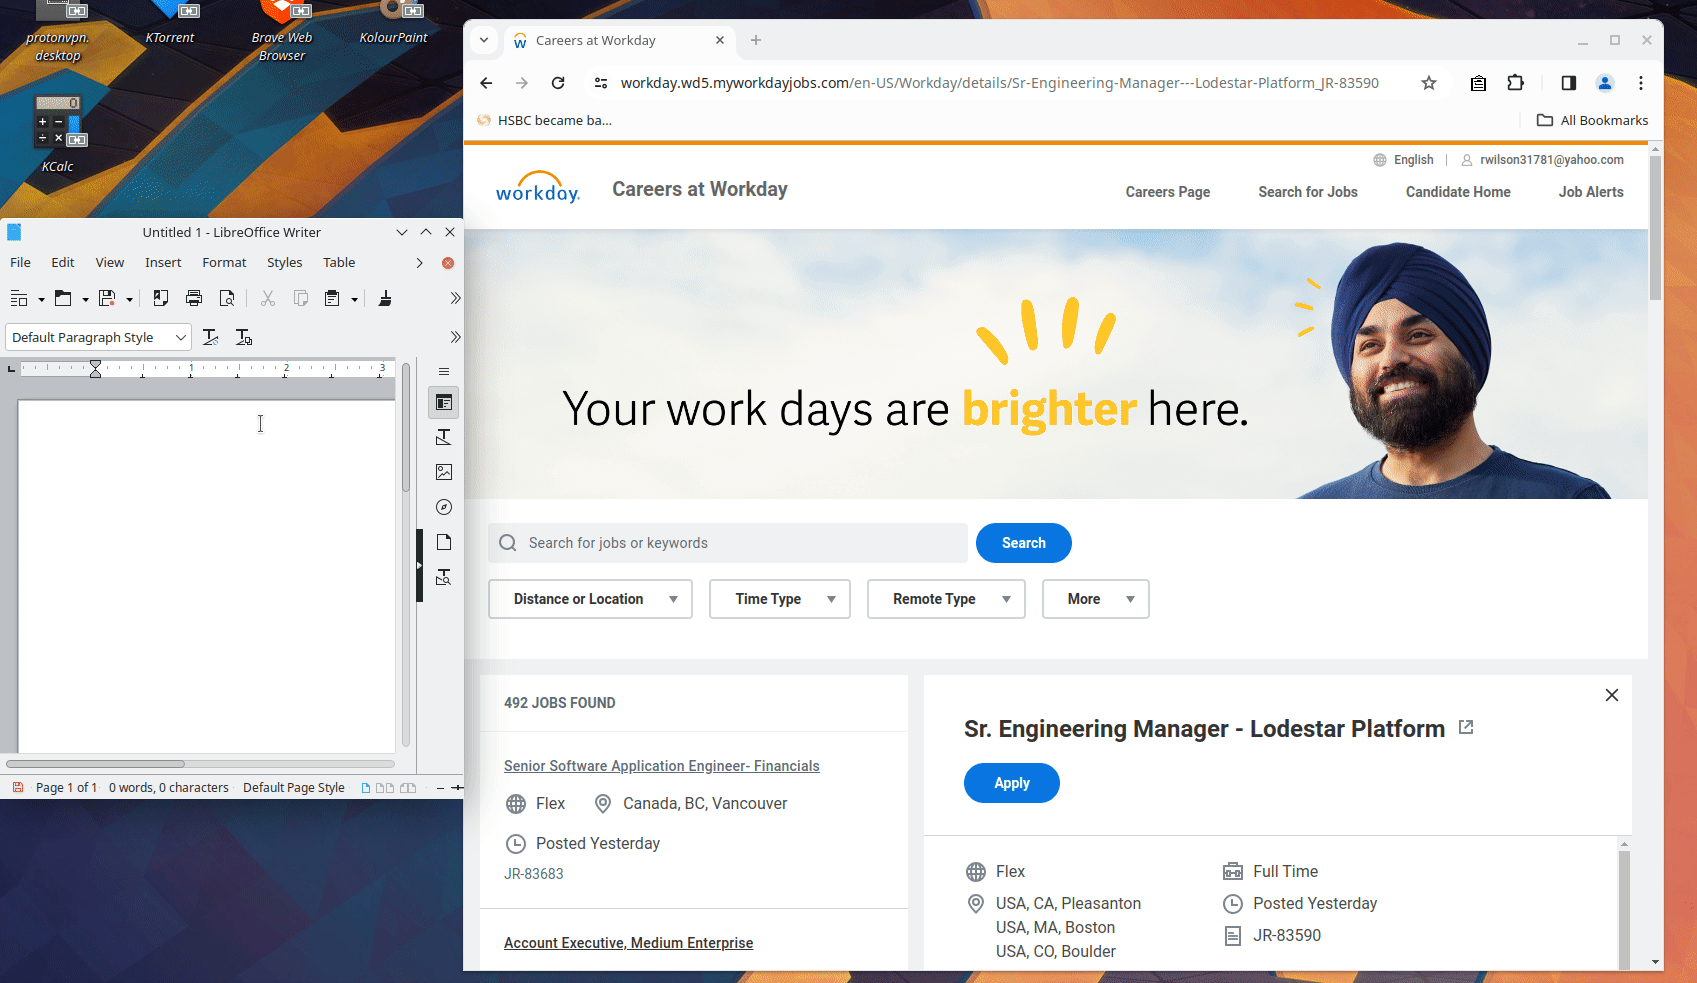 protonvpn.
desktop
KTorrent
Brave Web
Browser
KolourPaint
0
KCalc
Untitled 1 - LibreOffice Writer
File Edit View Insert Format Styles Table
Default Paragraph Style
1 2 3
Page 1 of 1 0 words, 0 characters Default Page Style
Careers at Workday
workday.wd5.myworkdayjobs.com/en-US/Workday/details/Sr-Engineering-Manager---Lodestar-Platform_JR-83590
HSBC became ba...
All Bookmarks
English rwilson31781@yahoo.com
workday.
Careers at Workday
Careers Page Search for Jobs Candidate Home Job Alerts
Your work days are brighter here.
Search for jobs or keywords
Search
Distance or Location Time Type Remote Type More
492 JOBS FOUND
Senior Software Application Engineer- Financials
Flex Canada, BC, Vancouver
Posted Yesterday
JR-83683
Account Executive, Medium Enterprise
Sr. Engineering Manager - Lodestar Platform
Apply
Flex
USA, CA, Pleasanton
USA, MA, Boston
USA, CO, Boulder
Full Time
Posted Yesterday
JR-83590